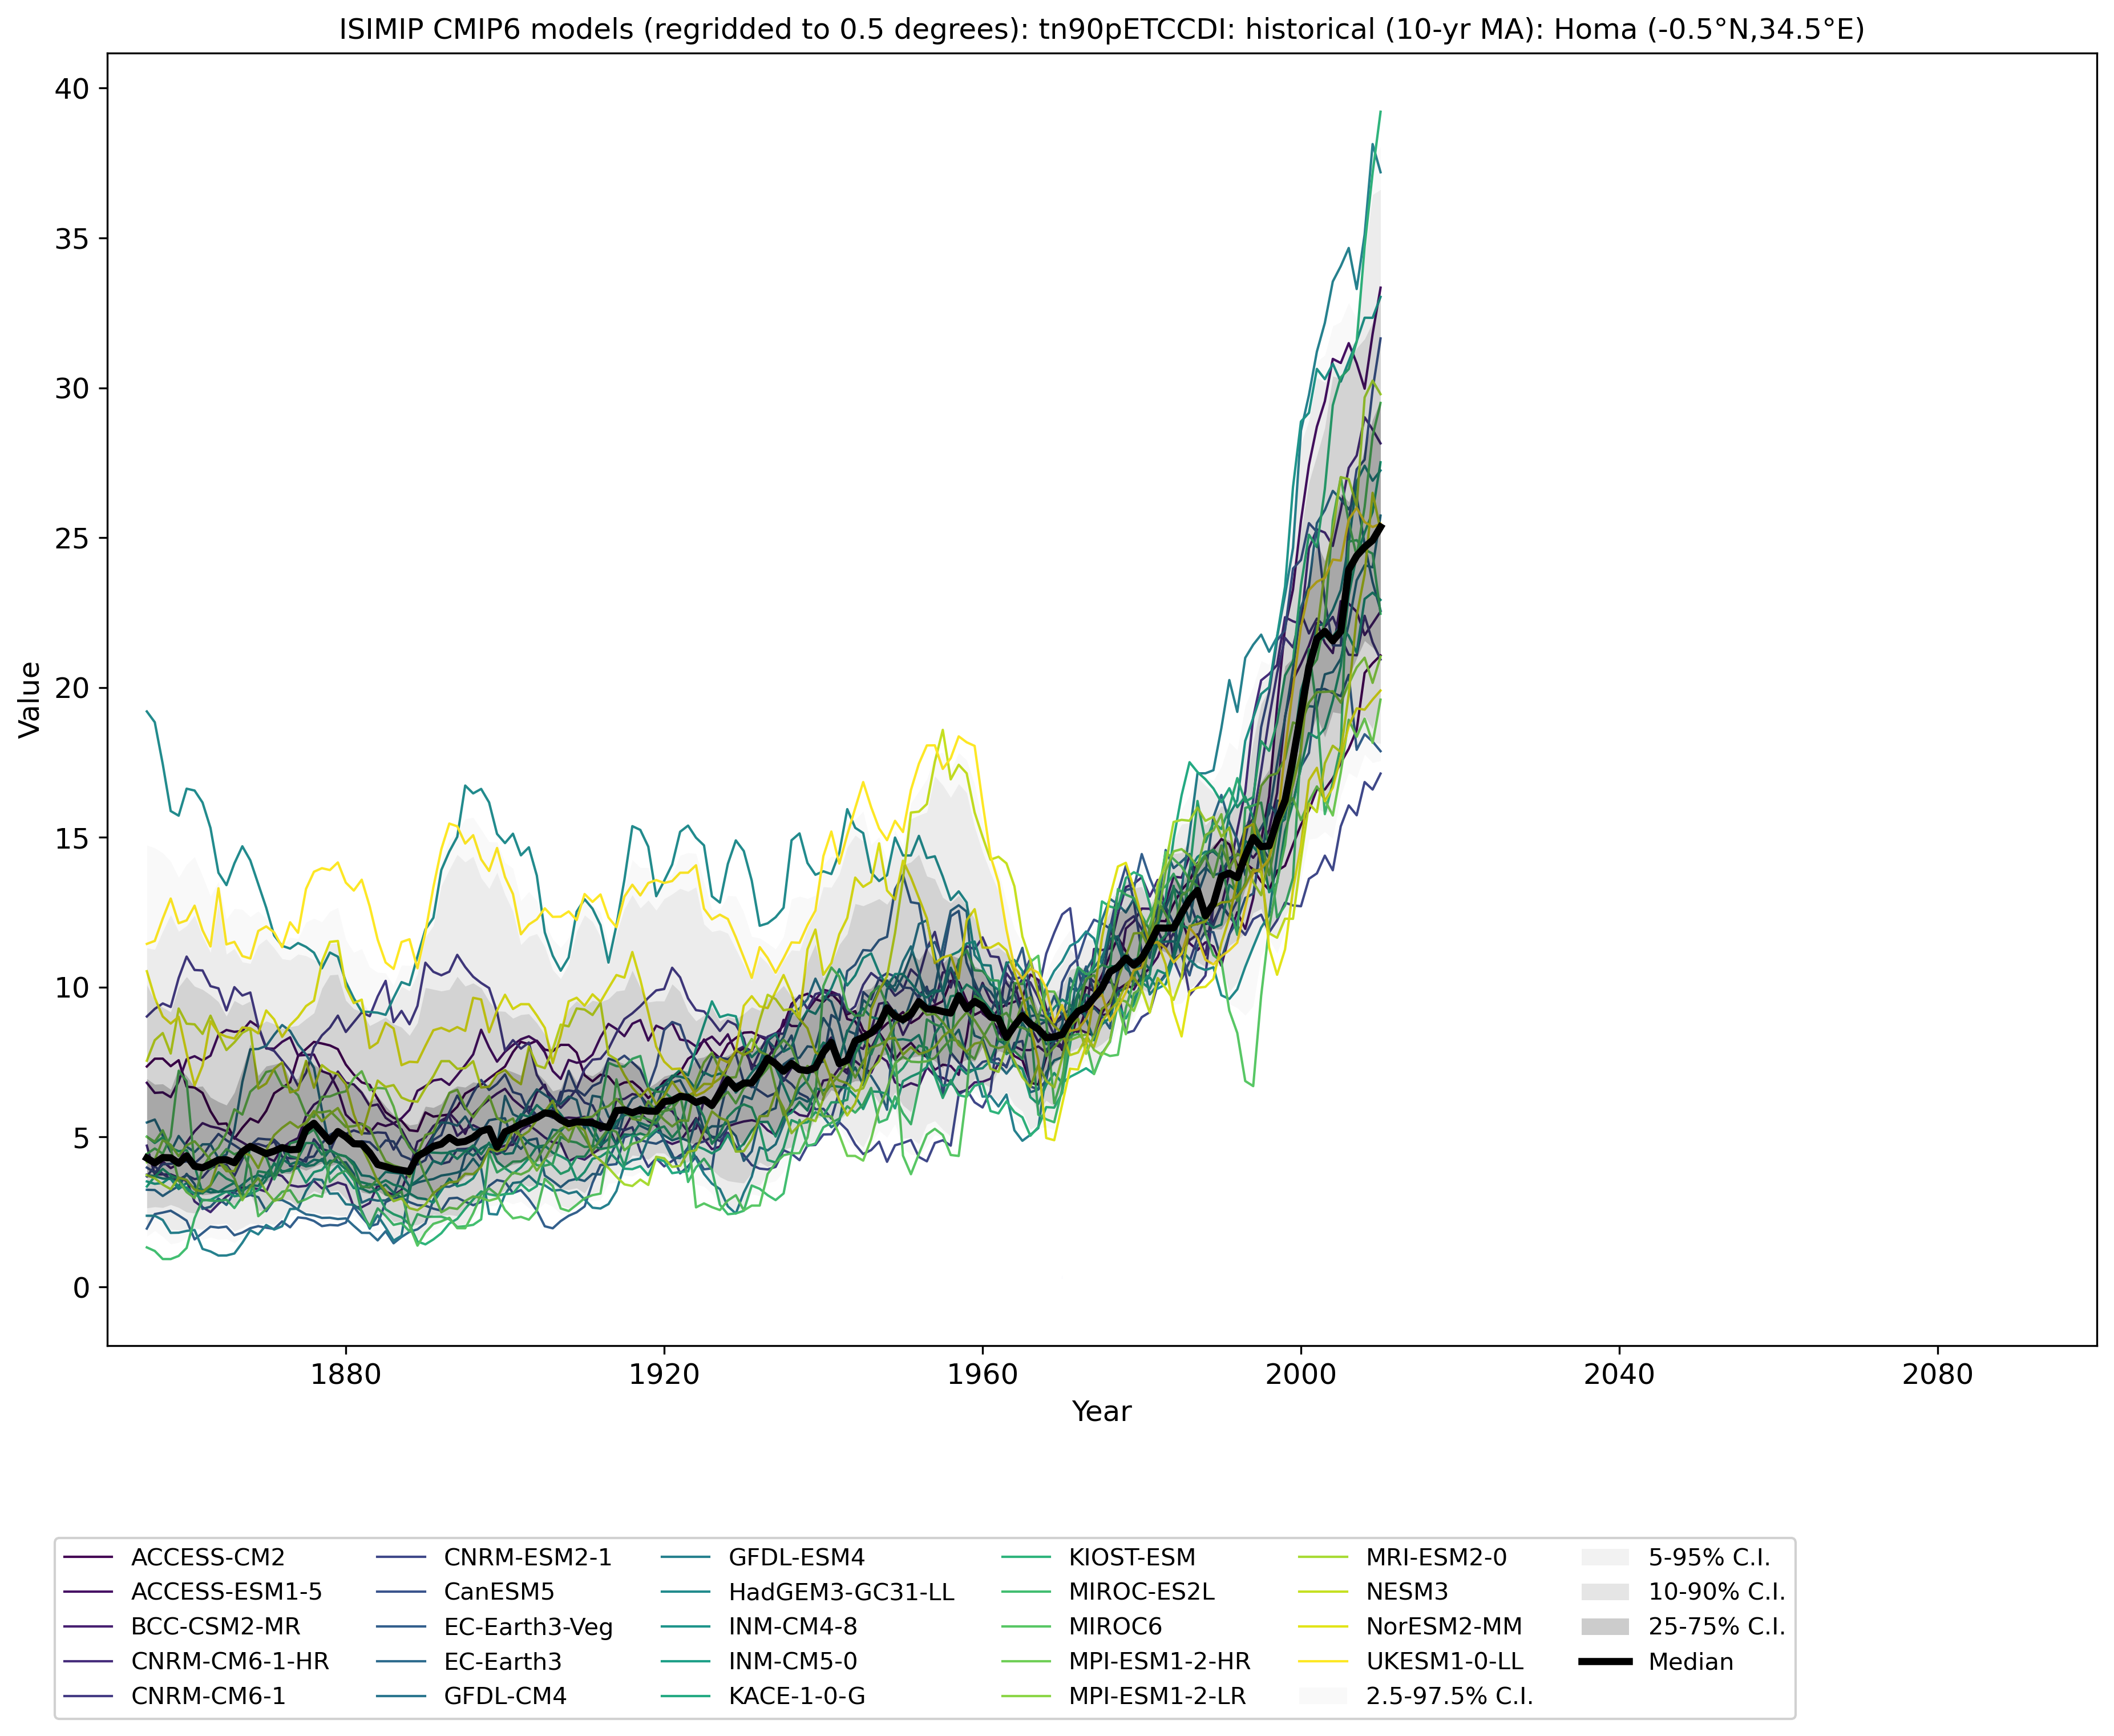 ISIMIP CMIP6 models (regridded to 0.5 degrees): tn90pETCCDI: historical (10-yr MA): Homa (-0.5°N,34.5°E)
40
35
30
25
20
15
10
5
0
Value
1880 1920 1960 2000 2040 2080
Year
ACCESS-CM2 CNRM-ESM2-1 GFDL-ESM4 KIOST-ESM MRI-ESM2-0 5-95% C.I.
ACCESS-ESM1-5 CanESM5 HadGEM3-GC31-LL MIROC-ES2L NESM3 10-90% C.I.
BCC-CSM2-MR EC-Earth3-Veg INM-CM4-8 MIROC6 NorESM2-MM 25-75% C.I.
CNRM-CM6-1-HR EC-Earth3 INM-CM5-0 MPI-ESM1-2-HR UKESM1-0-LL Median
CNRM-CM6-1 GFDL-CM4 KACE-1-0-G MPI-ESM1-2-LR 2.5-97.5% C.I.